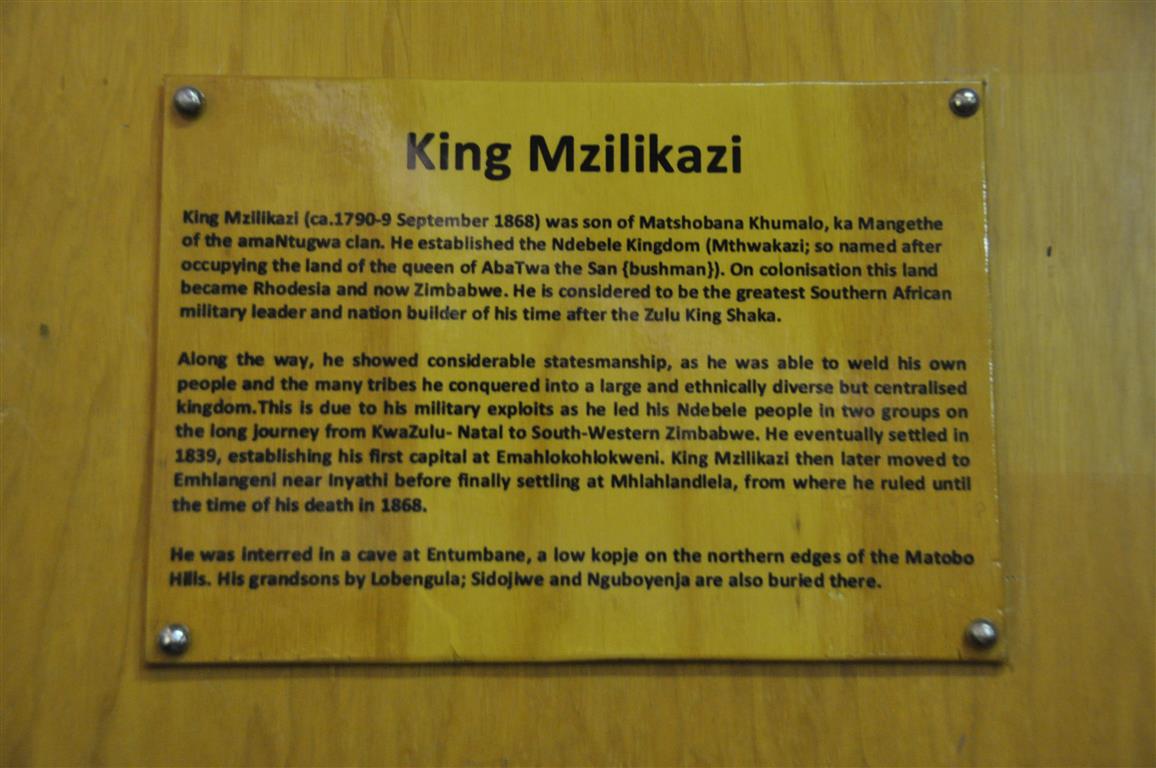 King Mzilikazi
King Mzilikazi (ca.1790-9 September 1868) was son of Matshobana Khumalo, ka Mangethe
of the amaNtugwa clan. He established the Ndebele Kingdom (Mthwakazi; so named after
occupying the land of the queen of AbaTwa the San {bushman}). On colonisation this land
became Rhodesia and now Zimbabwe. He is considered to be the greatest Southern African
military leader and nation builder of his time after the Zulu King Shaka.
Along the way, he showed considerable statesmanship, as he was able to weld his own
people and the many tribes he conquered into a large and ethnically diverse but centralised
kingdom.This is due to his military exploits as he led his Ndebele people in two groups on
the long journey from KwaZulu- Natal to South-Western Zimbabwe. He eventually settled in
1839, establishing his first capital at Emahlokohlokweni. King Mzilikazi then later moved to
Emhlangeni near Inyathi before finally settling at Mhlahlandlela, from where he ruled until
the time of his death in 1868.
He was interred in a cave at Entumbane, a low kopje on the northern edges of the Matobo
Hills. His grandsons by Lobengula; Sidojiwe and Nguboyenja are also buried there.